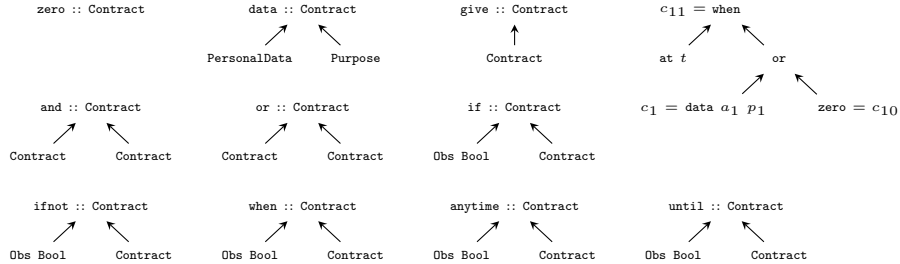 zero :: Contract
data :: Contract
give :: Contract
c11 = when
PersonalData
Purpose
Contract
at t
or
and :: Contract
or :: Contract
if :: Contract
c1 = data a1 p1
zero = c10
Contract
Contract
Contract
Contract
Obs Bool
Contract
ifnot :: Contract
when :: Contract
anytime :: Contract
until :: Contract
Obs Bool
Contract
Obs Bool
Contract
Obs Bool
Contract
Obs Bool
Contract